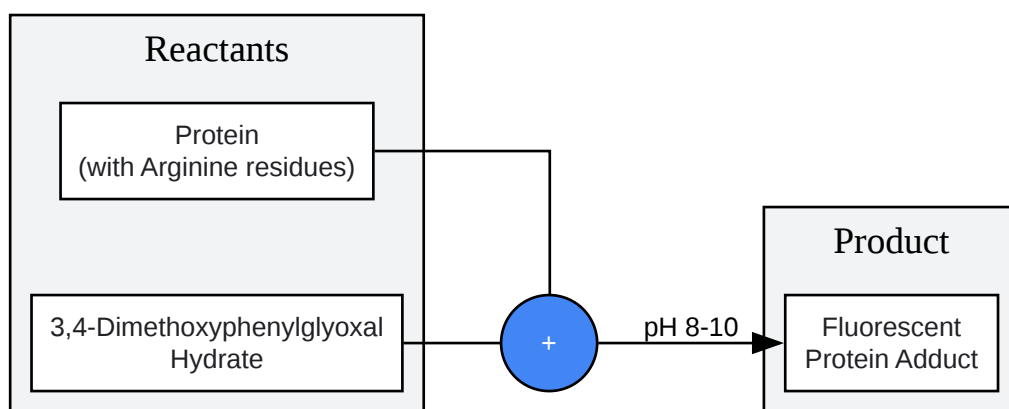 Reactants
Protein
(with Arginine residues)
3,4-Dimethoxyphenylglyoxal
Hydrate
+
pH 8-10
Product
Fluorescent
Protein Adduct